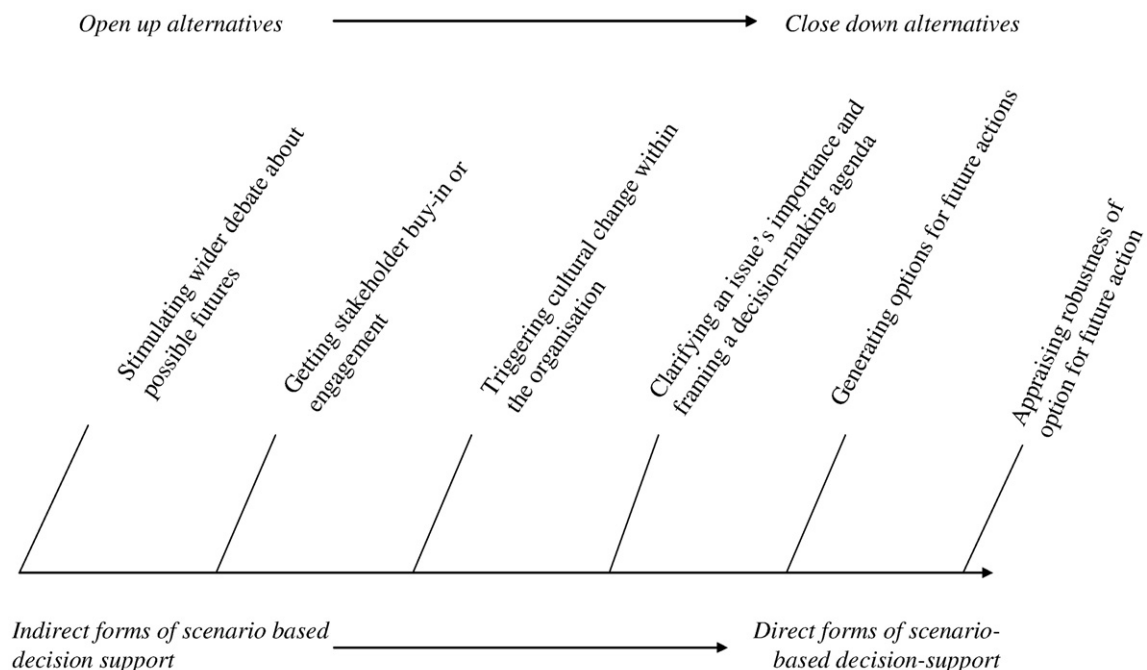 Open up alternatives
Close down alternatives
Stimulating wider debate about
possible futures
Getting stakeholder buy-in or
engagement
Triggering cultural change within
the organisation
Clarifying an issue's importance and
framing a decision-making agenda
Generating options for future actions
Appraising robustness of
option for future action
Indirect forms of scenario based
decision support
Direct forms of scenario-
based decision-support